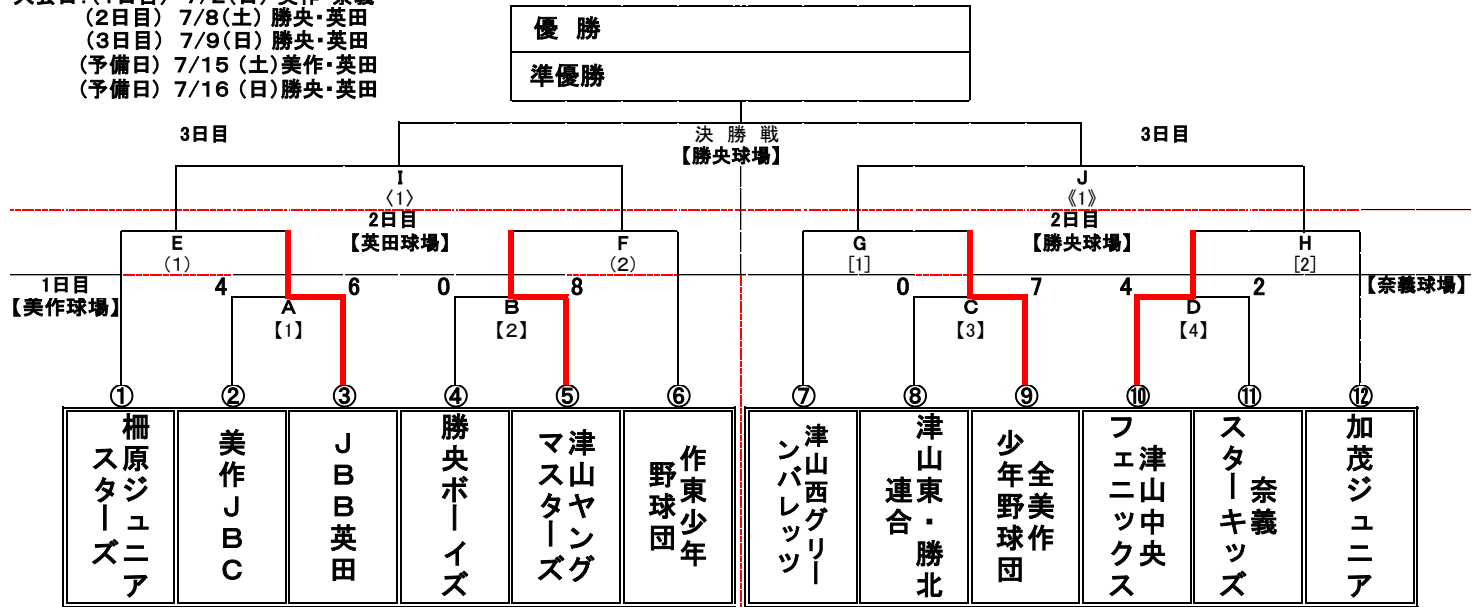 (2日目) 7/8(土) 勝央・英田
(3日目) 7/9(日) 勝央・英田
(予備日) 7/15 (土)美作・英田
(予備日) 7/16 (日)勝央・英田
優 勝
準優勝
3日目
決 勝 戦
【勝央球場】
3日目
I
〈1〉
J
《1》
2日目
【英田球場】
2日目
【勝央球場】
E
(1)
F
(2)
G
[1]
H
[2]
1日目
【美作球場】
【奈義球場】
4
6
0
8
0
7
4
2
A
【1】
B
【2】
C
【3】
D
【4】
①
②
③
④
⑤
⑥
⑦
⑧
⑨
⑩
⑪
⑫
柵原ジュニア
スターズ
美作JBC
JBB英田
勝央ボーイズ
津山ヤング
マスターズ
作東少年
野球団
津山西グリー
ンバレッツ
津山東・勝北
連合
全美作
少年野球団
津山中央
フェニックス
奈義
スターキッズ
加茂ジュニア